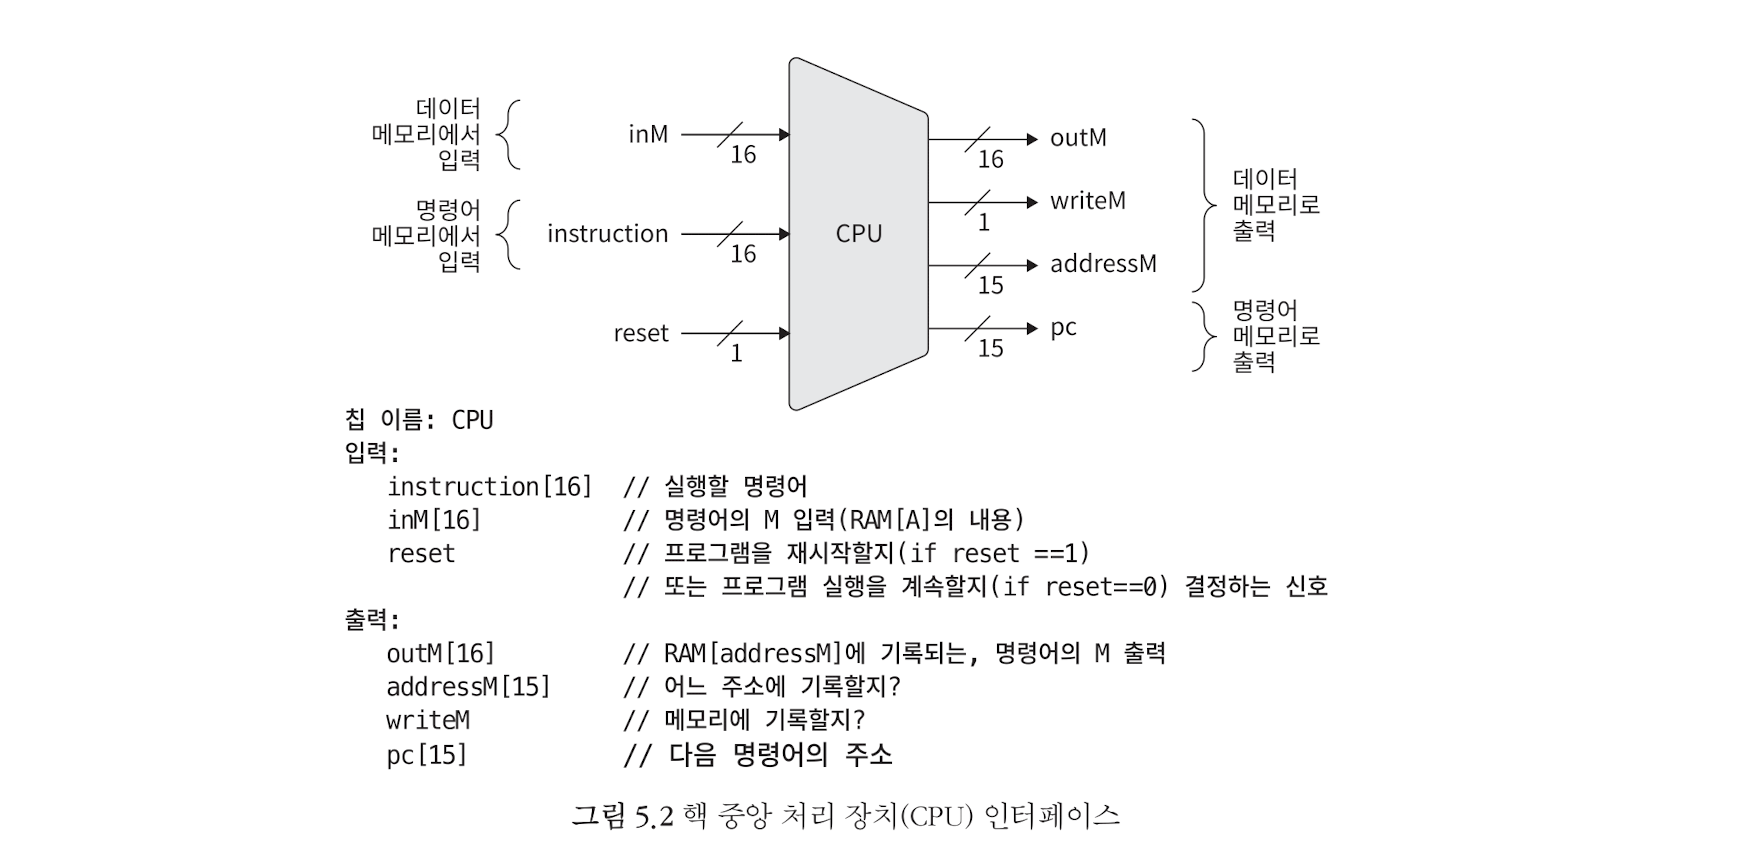 데이터
메모리에서
입력
inM
16
명령어
메모리에서
입력
instruction
16
reset
1
CPU
outM
16
writeM
1
addressM
15
pc
15
데이터
메모리로
출력
명령어
메모리로
출력
칩 이름: CPU
입력:
instruction[16] // 실행할 명령어
inM[16] // 명령어의 M 입력(RAM[A]의 내용)
reset // 프로그램을 재시작할지(if reset ==1)
// 또는 프로그램 실행을 계속할지(if reset==0) 결정하는 신호
출력:
outM[16] // RAM[addressM]에 기록되는, 명령어의 M 출력
addressM[15] // 어느 주소에 기록할지?
writeM // 메모리에 기록할지?
pc[15] // 다음 명령어의 주소
그림 5.2 핵 중앙 처리 장치(CPU) 인터페이스